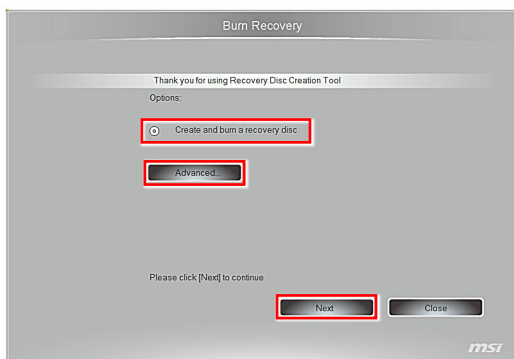 Burn Recovery
Thank you for using Recovery Disc Creation Tool
Options:
Create and burn a recovery disc
Advanced...
Please click [Next] to continue
Next Close
msi